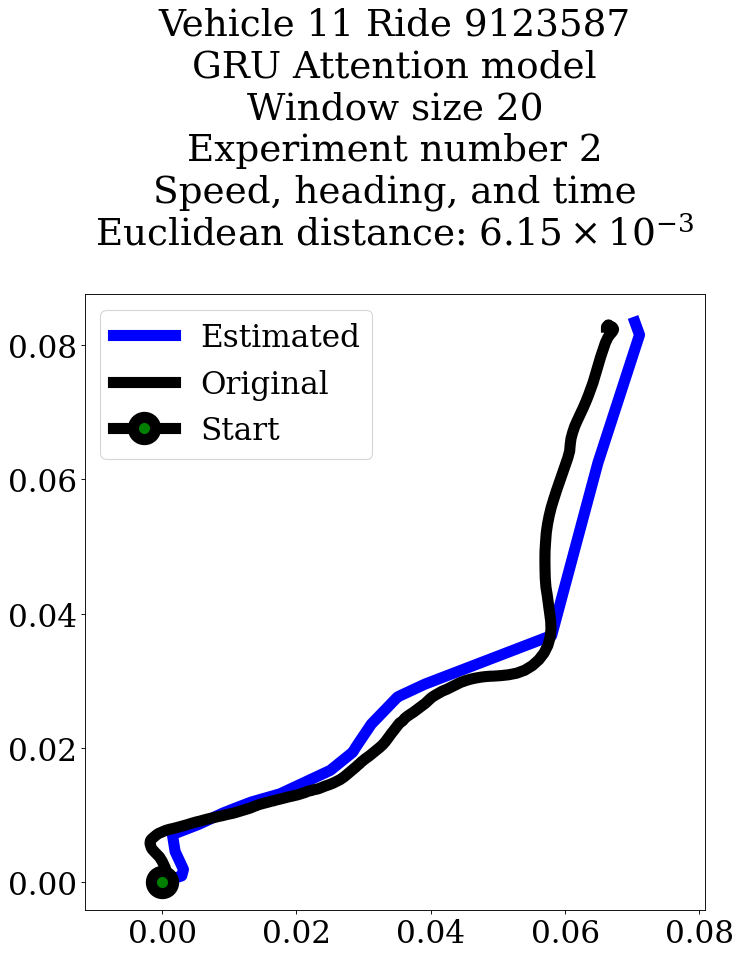 Vehicle 11 Ride 9123587
GRU Attention model
Window size 20
Experiment number 2
Speed, heading, and time
Euclidean distance: 6.15 × 10⁻³
Estimated
Original
Start
0.08
0.06
0.04
0.02
0.00
0.00 0.02 0.04 0.06 0.08